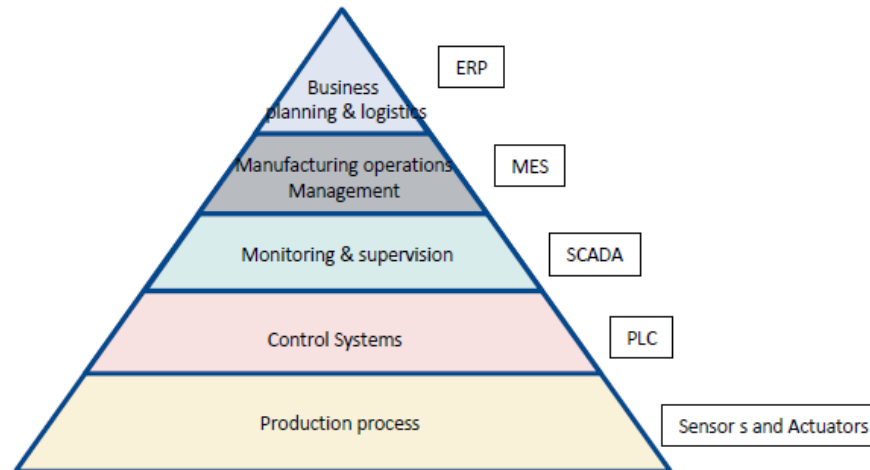 Business
planning & logistics
ERP
Manufacturing operations
Management
MES
Monitoring & supervision
SCADA
Control Systems
PLC
Production process
Sensor s and Actuators